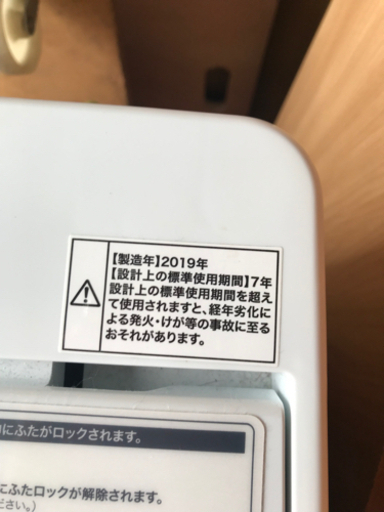 【製造年】2019年
【設計上の標準使用期間】7年
設計上の標準使用期間を超え
て使用されますと、経年劣化に
よる発火・けが等の事故に至る
おそれがあります。
にふたがロックされます。
にふたロックが解除されます。
ださい。）